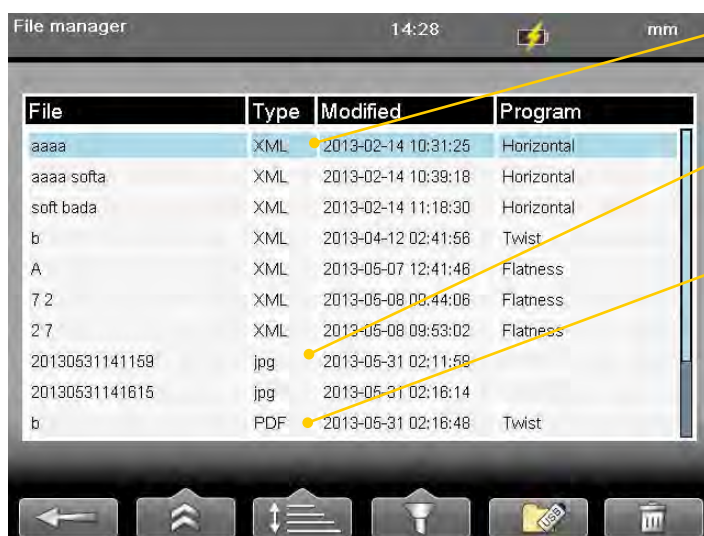 File manager 14:28 mm
File Type Modified Program
aaaa XML 2013-02-14 10:31:25 Horizontal
aaaa softa XML 2013-02-14 10:39:18 Horizontal
soft bada XML 2013-02-14 11:18:30 Horizontal
b XML 2013-04-12 02:41:56 Twist
A XML 2013-05-07 12:41:46 Flatness
7 2 XML 2013-05-08 09:44:06 Flatness
2 7 XML 2013-05-08 09:53:02 Flatness
20130531141159 jpg 2013-05-31 02:11:58
20130531141615 jpg 2013-05-31 02:16:14
b PDF 2013-05-31 02:16:48 Twist
USB